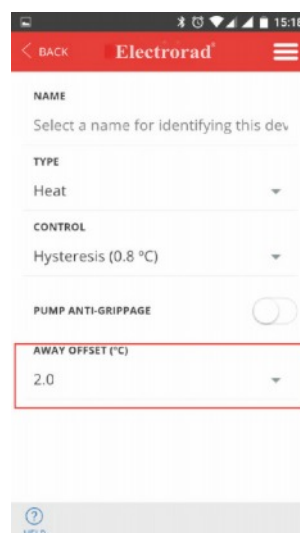 15:18
< BACK Electrorad®
NAME
Select a name for identifying this dev
TYPE
Heat
CONTROL
Hysteresis (0.8 ºC)
PUMP ANTI-GRIPPAGE
AWAY OFFSET (°C)
2.0
HELP